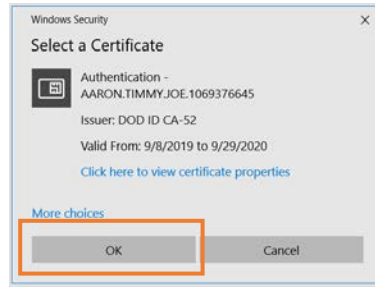 Windows Security
Select a Certificate
Authentication -
AARON.TIMMY.JOE.1069376645
Issuer: DOD ID CA-52
Valid From: 9/8/2019 to 9/29/2020
Click here to view certificate properties
More choices
OK Cancel